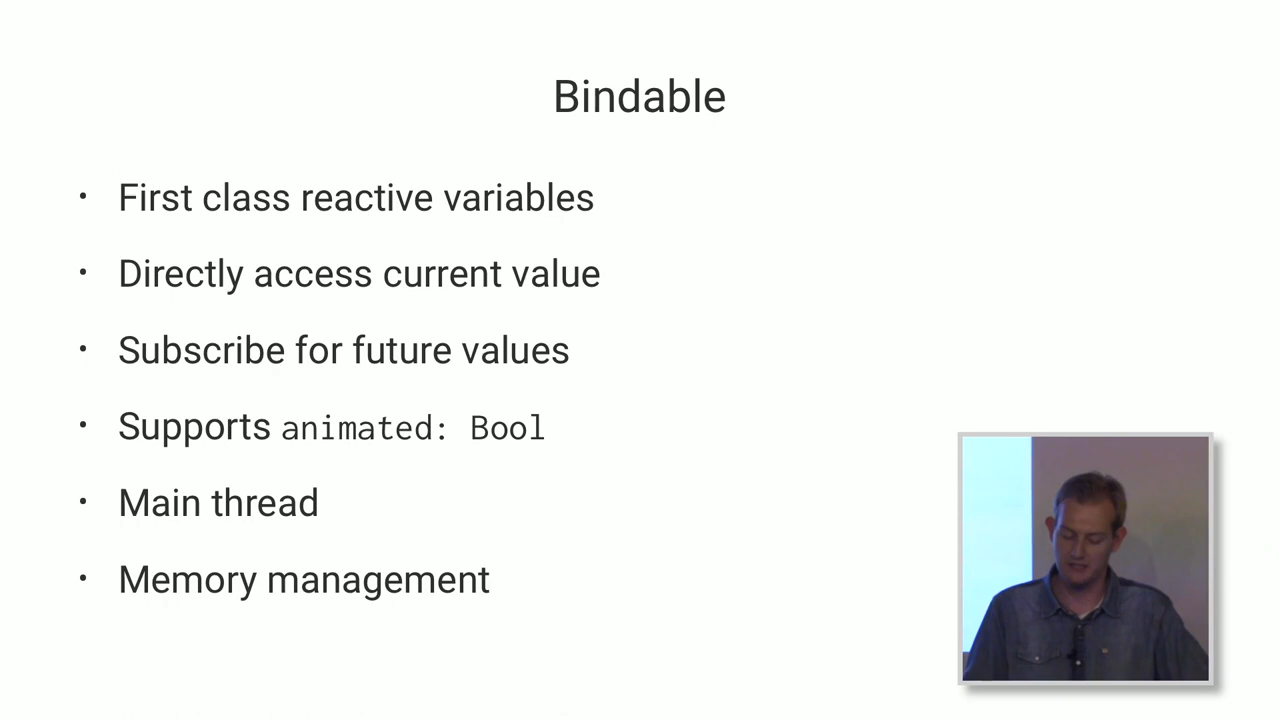 Bindable
• First class reactive variables
• Directly access current value
• Subscribe for future values
• Supports animated: Bool
• Main thread
• Memory management